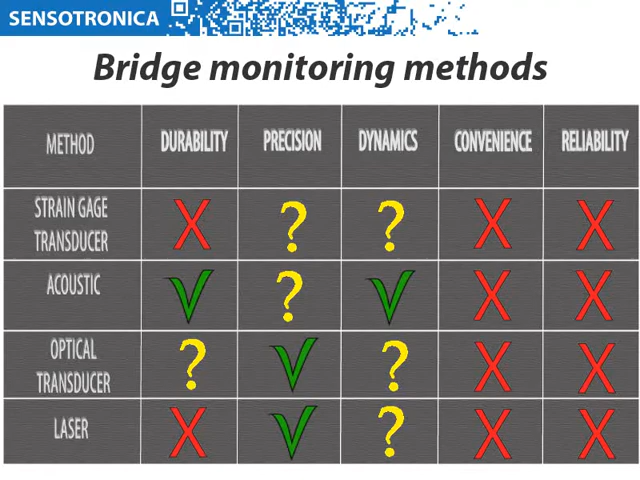 SENSOTRONICA
Bridge monitoring methods
METHOD DURABILITY PRECISION DYNAMICS CONVENIENCE RELIABILITY
STRAIN GAGE
TRANSDUCER X ? ? X X
ACOUSTIC √ ? √ X X
OPTICAL
TRANSDUCER ? √ ? X X
LASER X √ ? X X